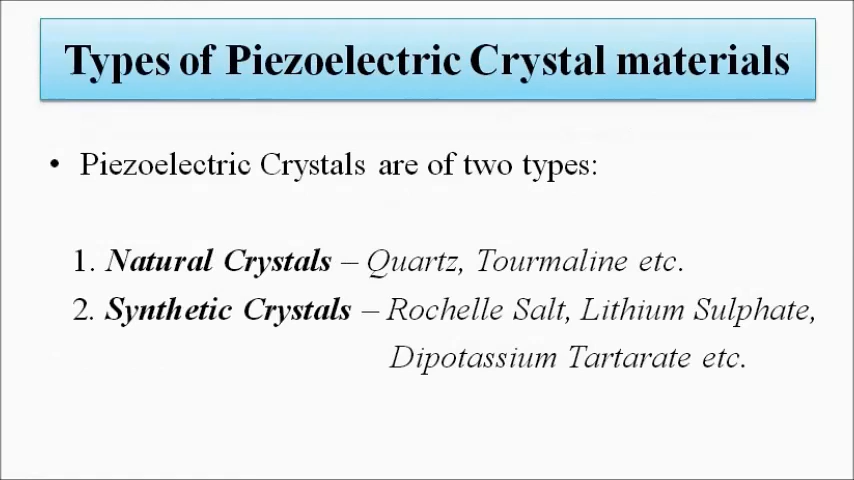 Types of Piezoelectric Crystal materials
• Piezoelectric Crystals are of two types:
1. Natural Crystals – Quartz, Tourmaline etc.
2. Synthetic Crystals – Rochelle Salt, Lithium Sulphate,
Dipotassium Tartarate etc.